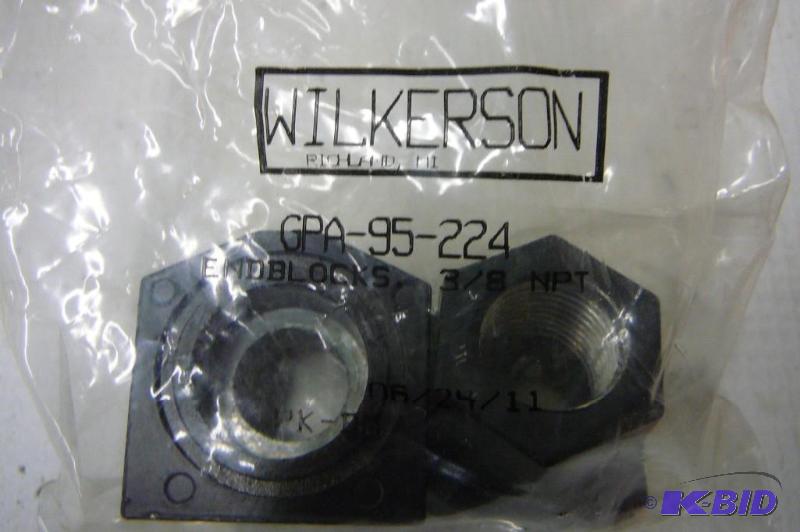 WILKERSON
RICHLAND, MI
GPA-95-224
ENDBLOCKS, 3/8 NPT
06/24/11
© K-BID